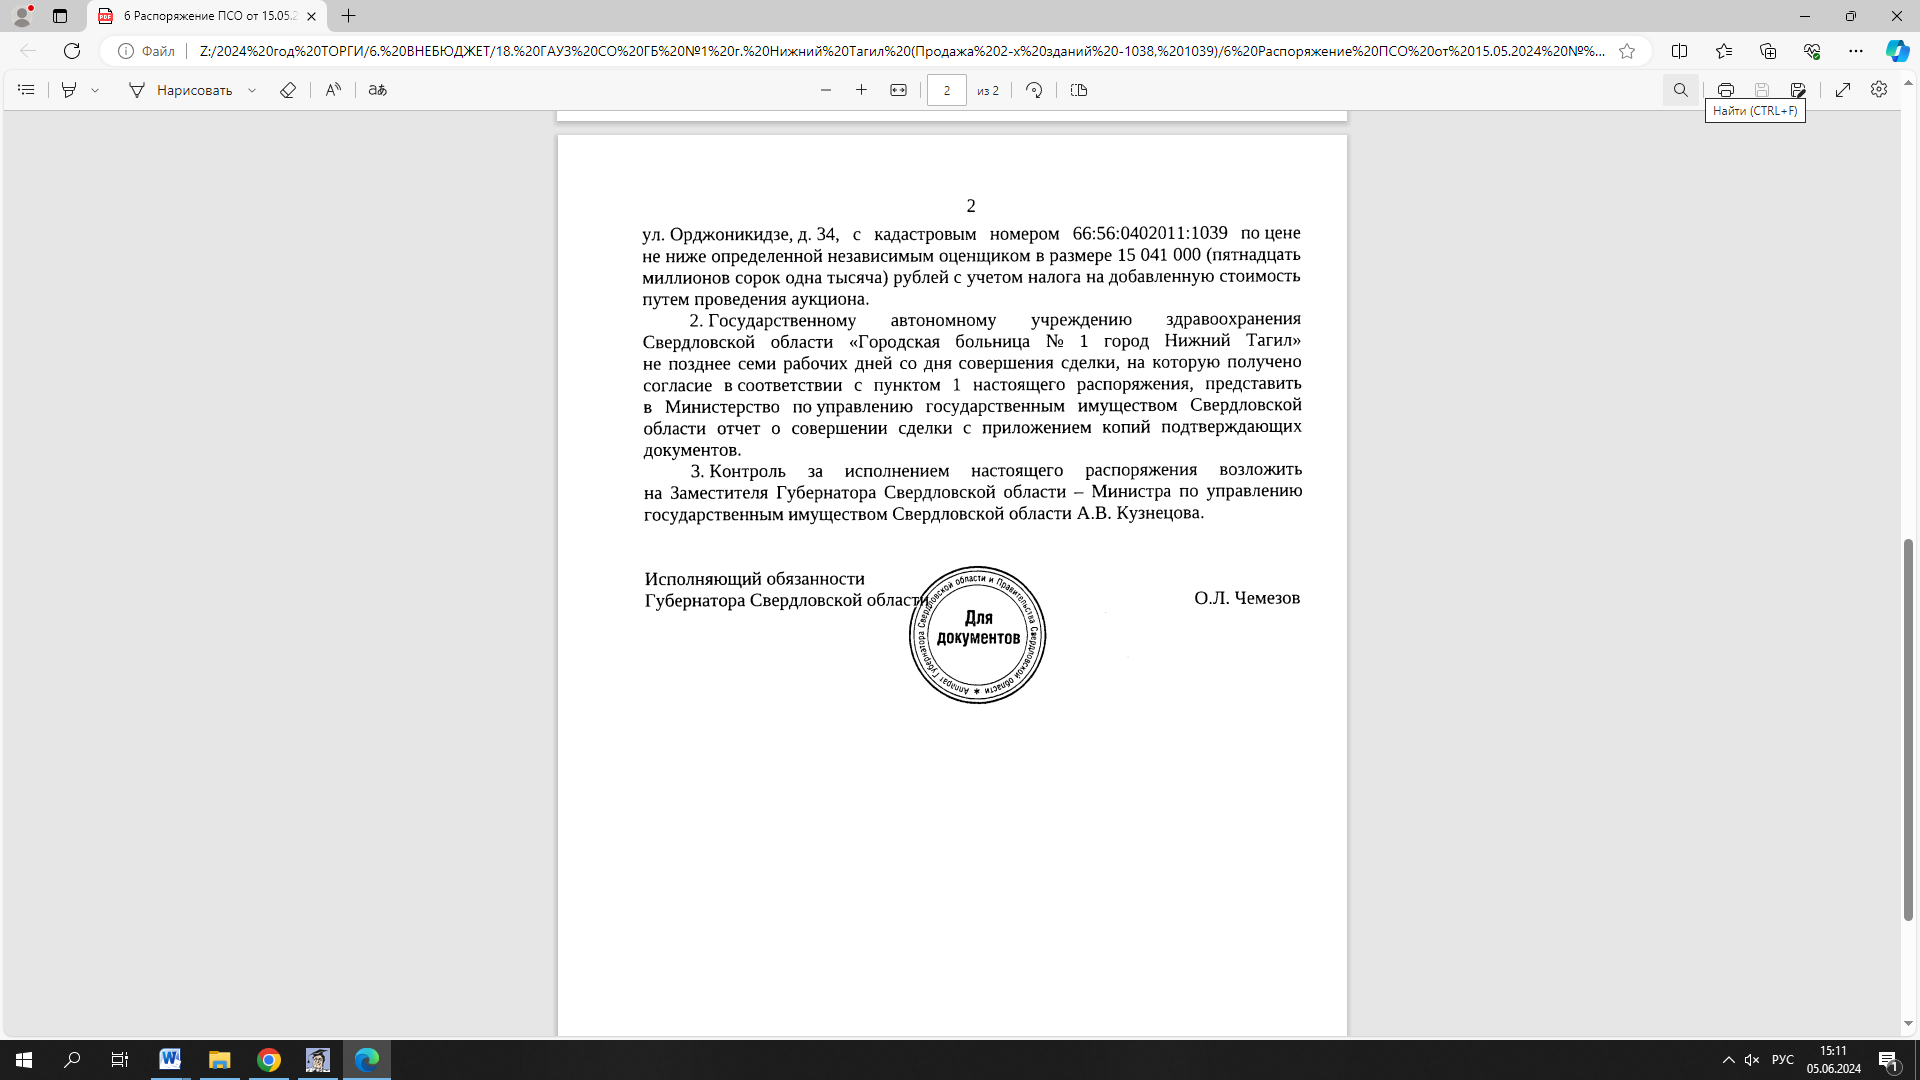 6 Распоряжение ПСО от 15.05.2
Файл
Z:/2024%20год%20ТОРГИ/6.%20ВНЕБЮДЖЕТ/18.%20ГАУЗ%20СО%20ГБ%20№1%20г.%20Нижний%20Тагил%20(Продажа%202-х%20зданий%20-1038,%201039)/6%20Распоряжение%20ПСО%20от%2015.05.2024%20№%...
Нарисовать
2 из 2
Найти (CTRL+F)
2
ул. Орджоникидзе, д. 34, с кадастровым номером 66:56:0402011:1039 по цене
не ниже определенной независимым оценщиком в размере 15 041 000 (пятнадцать
миллионов сорок одна тысяча) рублей с учетом налога на добавленную стоимость
путем проведения аукциона.
2. Государственному автономному учреждению здравоохранения
Свердловской области «Городская больница № 1 город Нижний Тагил»
не позднее семи рабочих дней со дня совершения сделки, на которую получено
согласие в соответствии с пунктом 1 настоящего распоряжения, представить
в Министерство по управлению государственным имуществом Свердловской
области отчет о совершении сделки с приложением копий подтверждающих
документов.
3. Контроль за исполнением настоящего распоряжения возложить
на Заместителя Губернатора Свердловской области – Министра по управлению
государственным имуществом Свердловской области А.В. Кузнецова.
Исполняющий обязанности
Губернатора Свердловской области
О.Л. Чемезов
Аппарат Губернатора Свердловской области и Правительства Свердловской области
Для
документов
РУС
15:11
05.06.2024
1